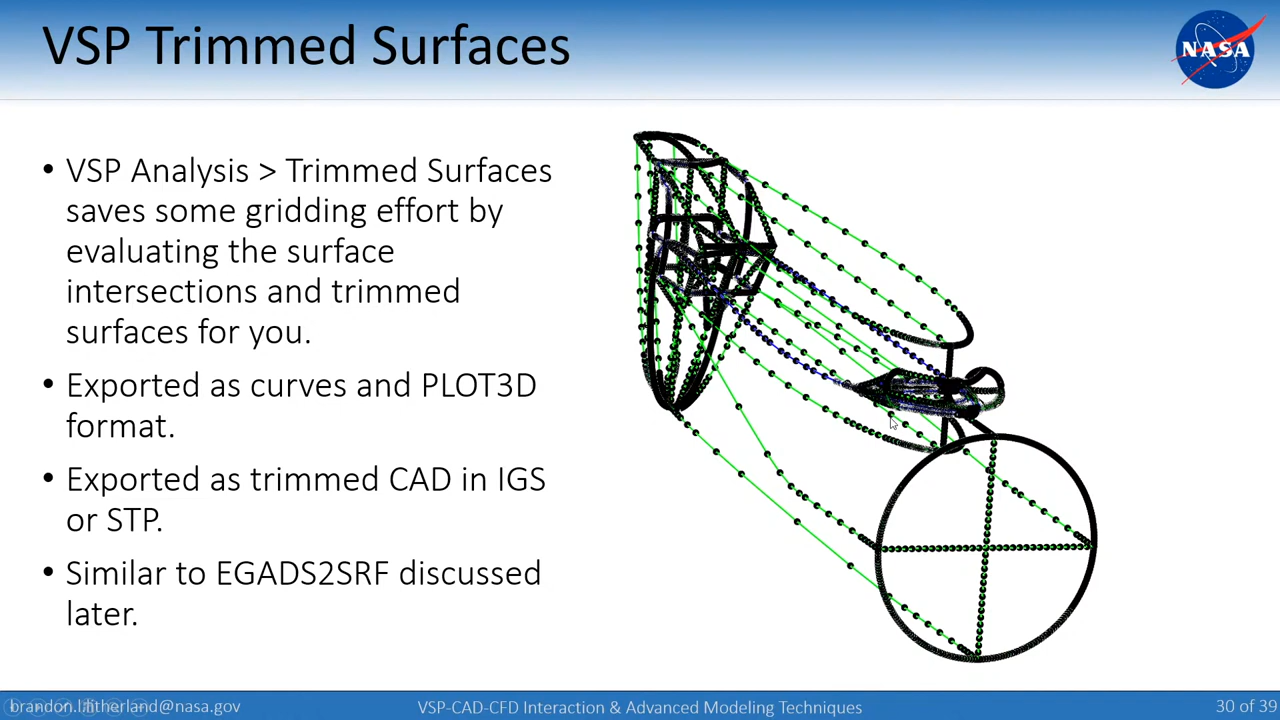 VSP Trimmed Surfaces
NASA
• VSP Analysis > Trimmed Surfaces
saves some gridding effort by
evaluating the surface
intersections and trimmed
surfaces for you.
• Exported as curves and PLOT3D
format.
• Exported as trimmed CAD in IGS
or STP.
• Similar to EGADS2SRF discussed
later.
brandon.l.litherland@nasa.gov
VSP-CAD-CFD Interaction & Advanced Modeling Techniques
30 of 39